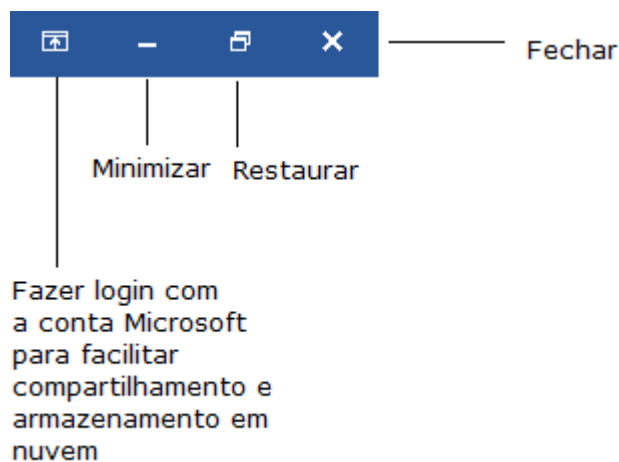 Fechar
Minimizar
Restaurar
Fazer login com
a conta Microsoft
para facilitar
compartilhamento e
armazenamento em
nuvem